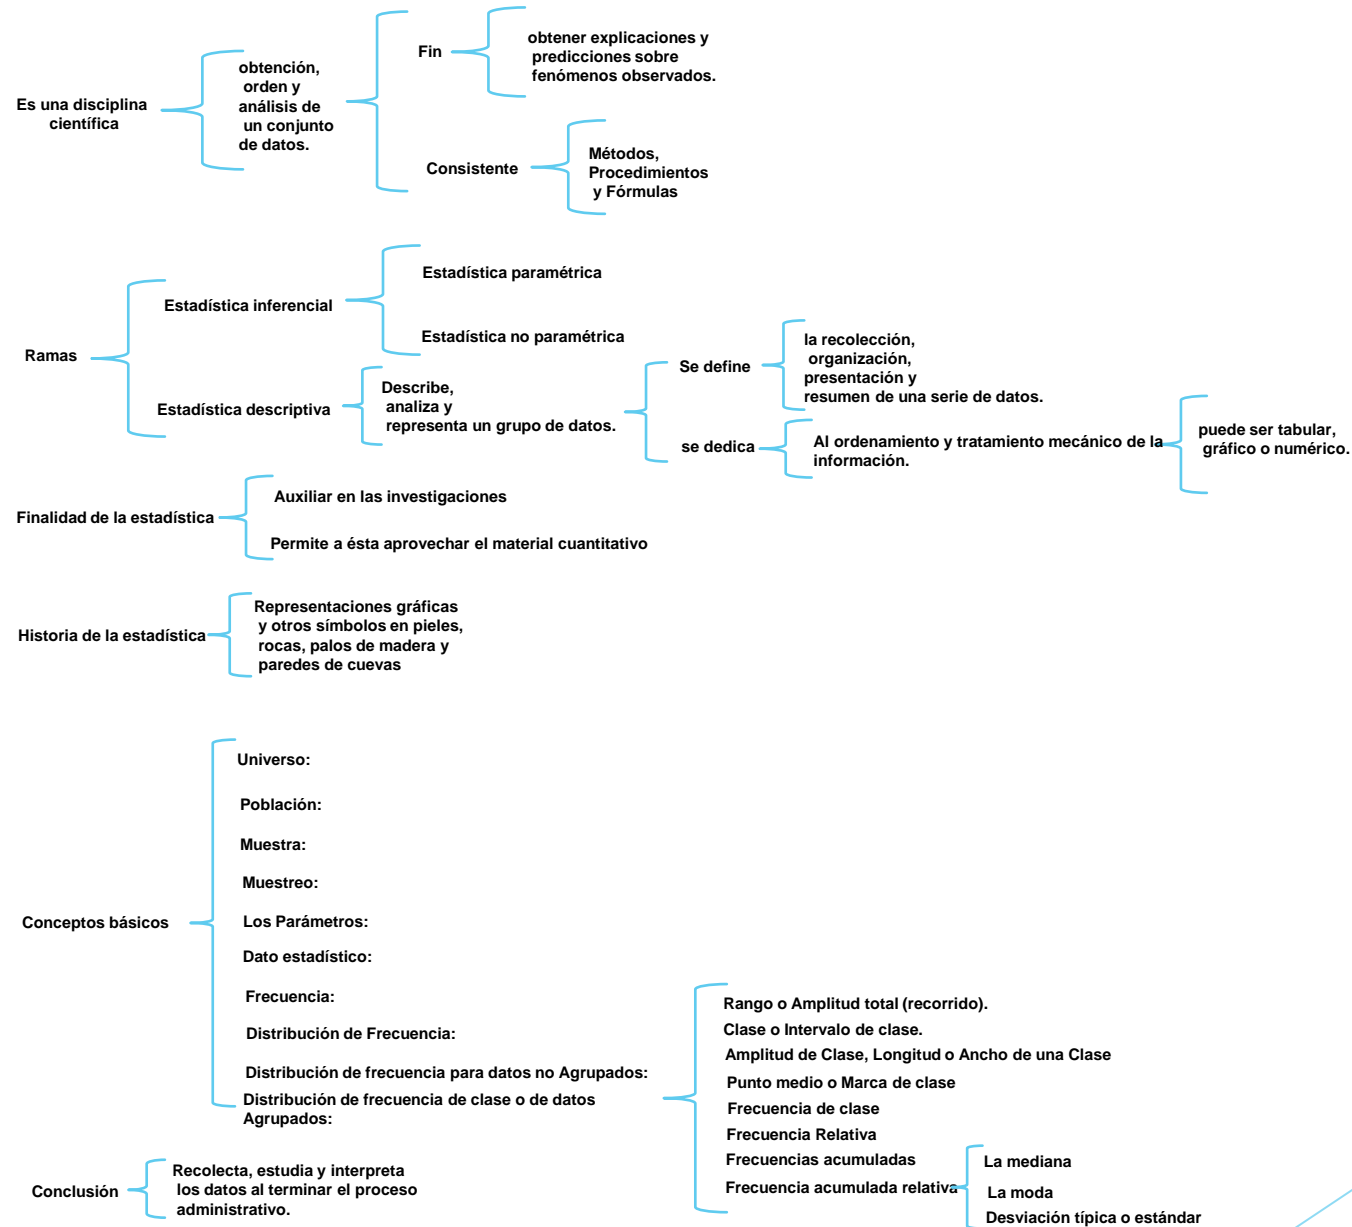 Es una disciplina
científica
obtención,
orden y
análisis de
un conjunto
de datos.
Fin
obtener explicaciones y
predicciones sobre
fenómenos observados.
Consistente
Métodos,
Procedimientos
y Fórmulas
Ramas
Estadística inferencial
Estadística paramétrica
Estadística no paramétrica
Estadística descriptiva
Describe,
analiza y
representa un grupo de datos.
Se define
la recolección,
organización,
presentación y
resumen de una serie de datos.
se dedica
Al ordenamiento y tratamiento mecánico de la
información.
puede ser tabular,
gráfico o numérico.
Finalidad de la estadística
Auxiliar en las investigaciones
Permite a ésta aprovechar el material cuantitativo
Historia de la estadística
Representaciones gráficas
y otros símbolos en pieles,
rocas, palos de madera y
paredes de cuevas
Conceptos básicos
Universo:
Población:
Muestra:
Muestreo:
Los Parámetros:
Dato estadístico:
Frecuencia:
Distribución de Frecuencia:
Distribución de frecuencia para datos no Agrupados:
Distribución de frecuencia de clase o de datos
Agrupados:
Rango o Amplitud total (recorrido).
Clase o Intervalo de clase.
Amplitud de Clase, Longitud o Ancho de una Clase
Punto medio o Marca de clase
Frecuencia de clase
Frecuencia Relativa
Frecuencias acumuladas
Frecuencia acumulada relativa
La mediana
La moda
Desviación típica o estándar
Conclusión
Recolecta, estudia y interpreta
los datos al terminar el proceso
administrativo.